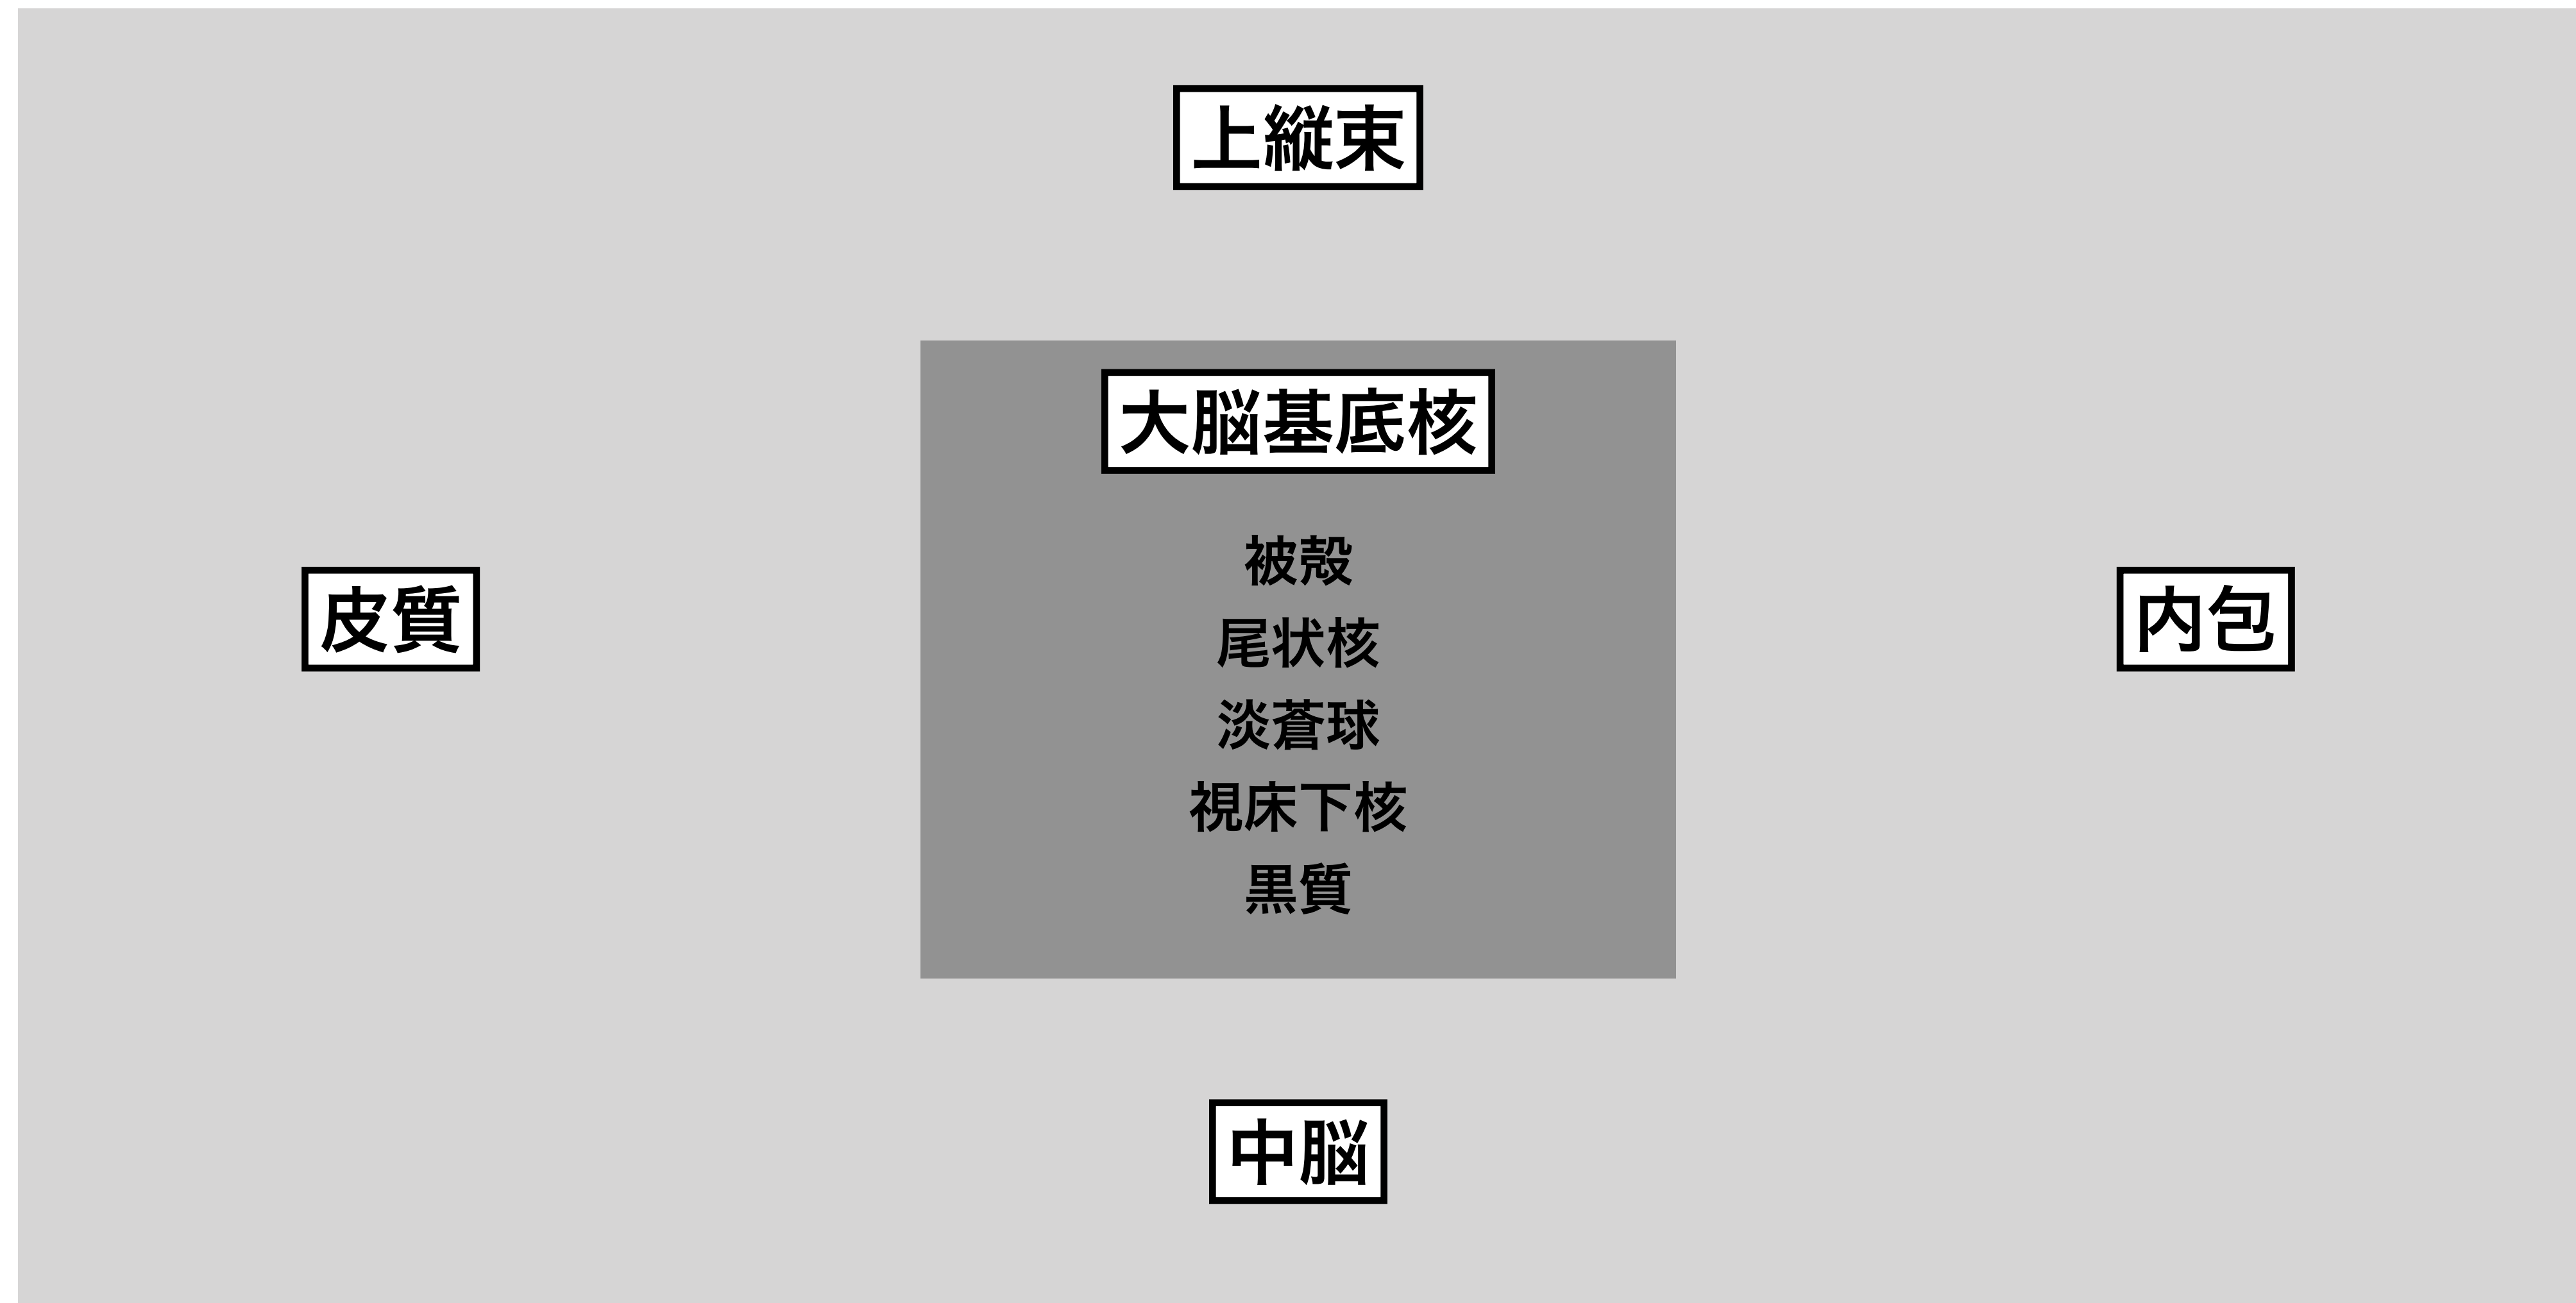 上縦束
大脳基底核
被殻
尾状核
淡蒼球
視床下核
黒質
皮質
内包
中脳